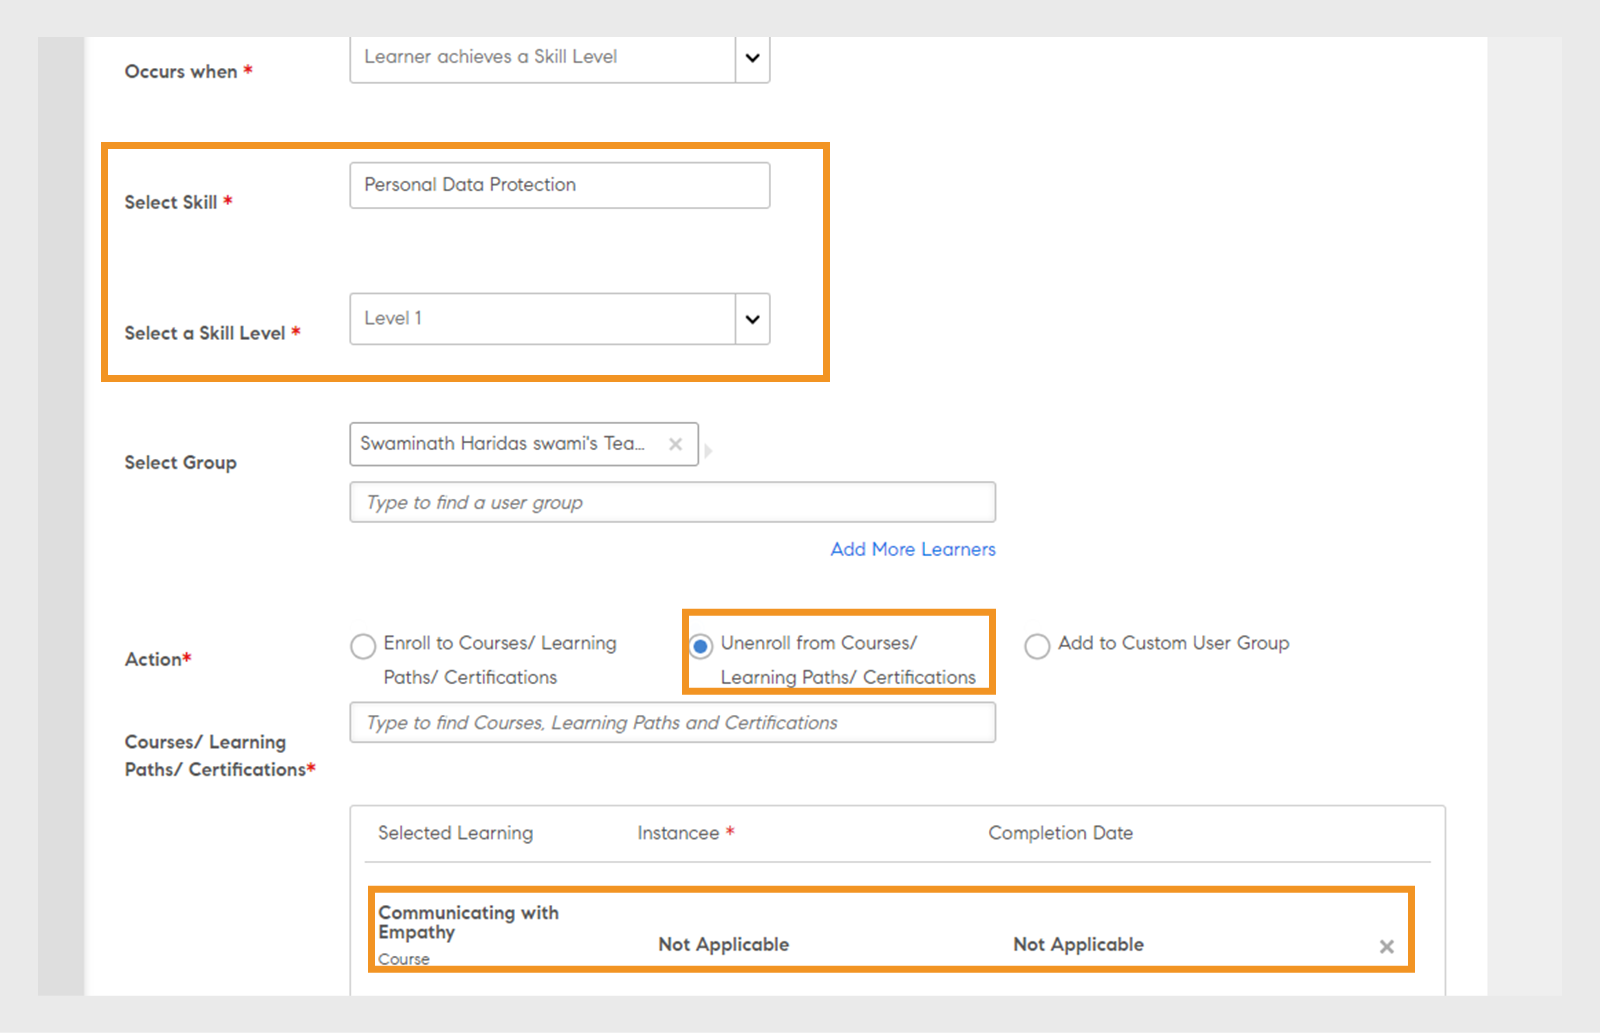 Occurs when *
Learner achieves a Skill Level
Select Skill *
Personal Data Protection
Select a Skill Level *
Level 1
Select Group
Swaminath Haridas swami's Tea...
Type to find a user group
Add More Learners
Action*
Enroll to Courses/ Learning
Paths/ Certifications
Unenroll from Courses/
Learning Paths/ Certifications
Add to Custom User Group
Courses/ Learning
Paths/ Certifications*
Type to find Courses, Learning Paths and Certifications
Selected Learning Instancee * Completion Date
Communicating with
Empathy
Course
Not Applicable Not Applicable